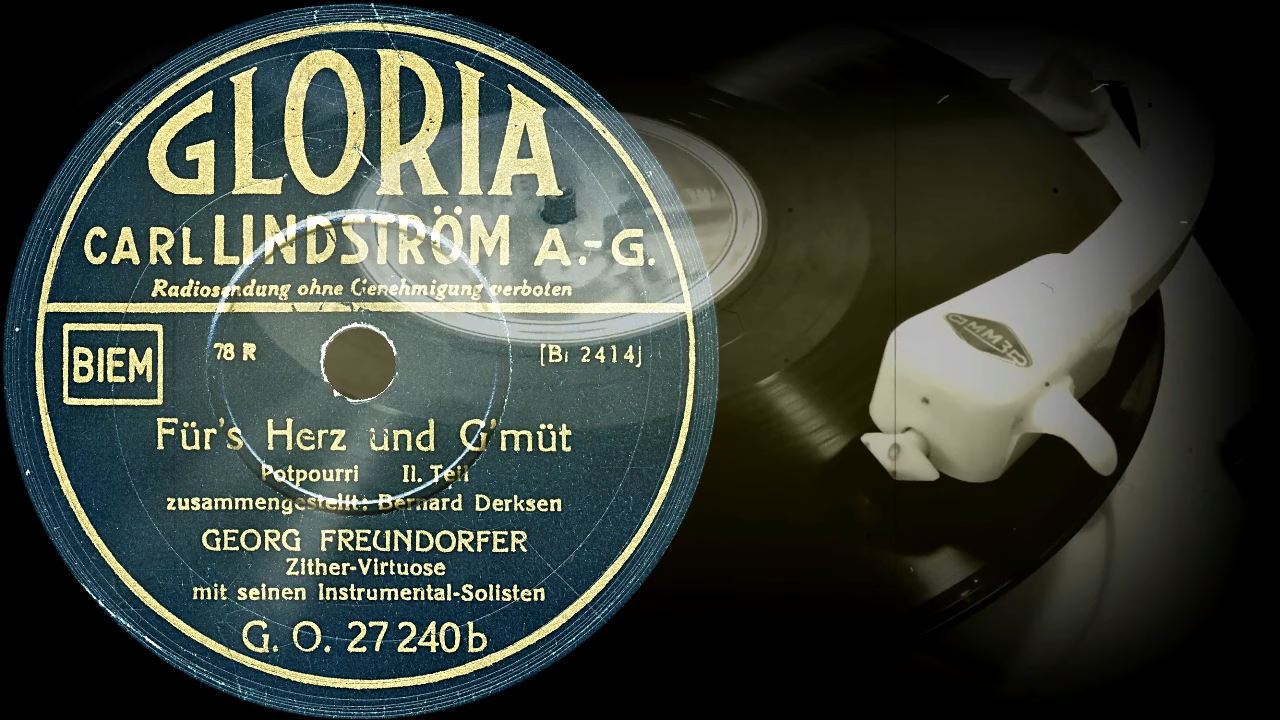 GLORIA
CARL LINDSTRÖM A.-G.
Radiosendung ohne Genehmigung verboten
BIEM
78 R
[Bi 2414]
Für's Herz und G'müt
Potpourri II. Teil
zusammengestellt: Bernard Derksen
GEORG FREUNDORFER
Zither-Virtuose
mit seinen Instrumental-Solisten
G. O. 27 240 b